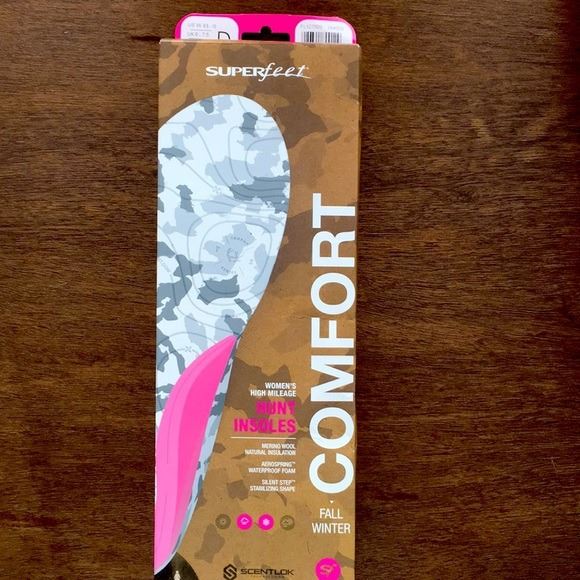 D
SUPERfeet
COMFORT
WOMEN'S
HIGH MILEAGE
HUNT
INSOLES
MERINO WOOL
NATURAL INSULATION
AEROSPRING™
WATERPROOF FOAM
SILENT STEP™
STABILIZING SHAPE
FALL
WINTER
SCENTLOK